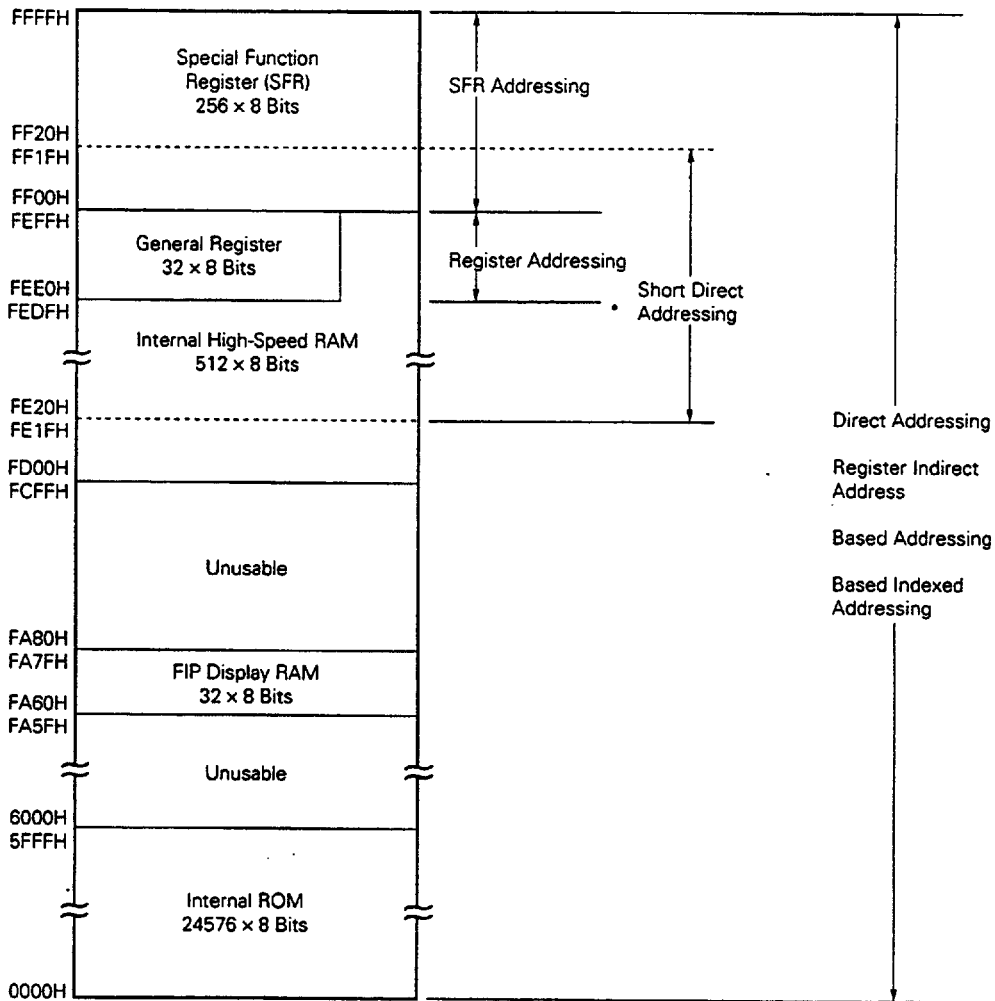 FFFFH
Special Function
Register (SFR)
256 × 8 Bits
SFR Addressing
FF20H
FF1FH
FF00H
FEFFH
General Register
32 × 8 Bits
Register Addressing
FEE0H
FEDFH
Short Direct
Addressing
Internal High-Speed RAM
512 × 8 Bits
FE20H
FE1FH
Direct Addressing
Register Indirect
Address
Based Addressing
Based Indexed
Addressing
FD00H
FCFFH
Unusable
FA80H
FA7FH
FIP Display RAM
32 × 8 Bits
FA60H
FA5FH
Unusable
6000H
5FFFH
Internal ROM
24576 × 8 Bits
0000H